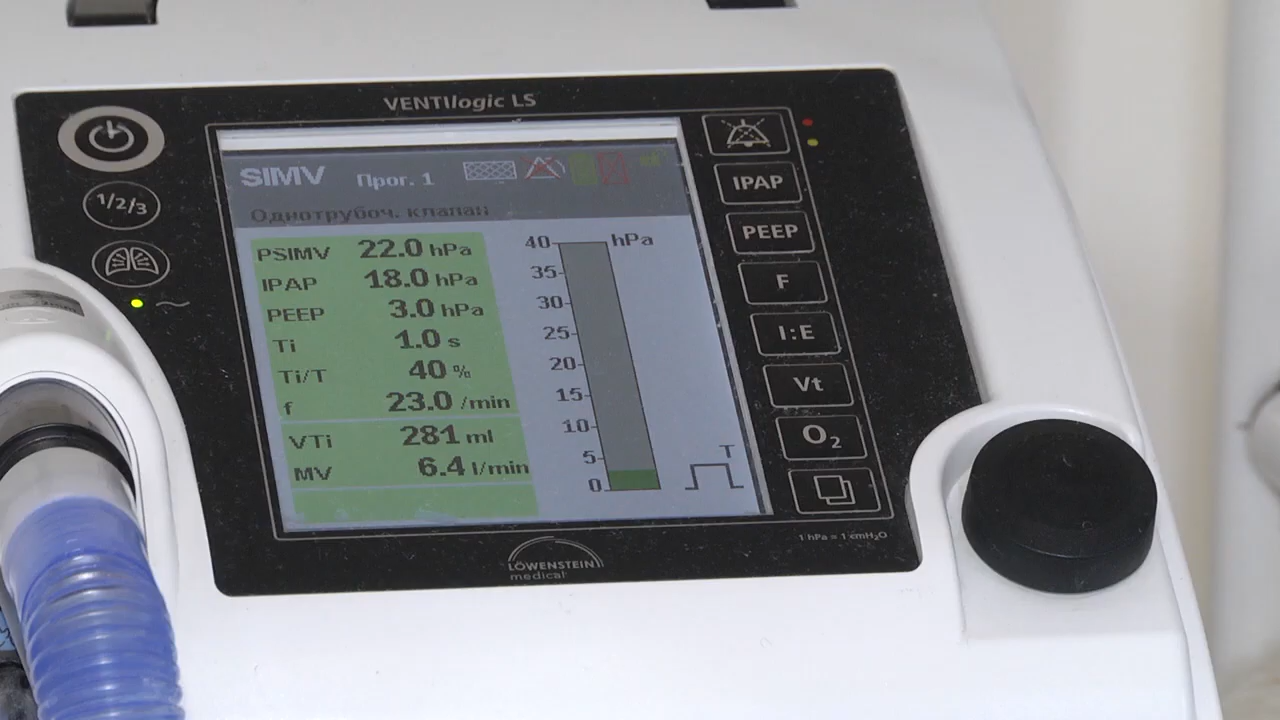 VENTIlogic LS
1/2/3
SIMV Прог. 1
Однотрубоч. клапан
PSIMV 22.0 hPa
IPAP 18.0 hPa
PEEP 3.0 hPa
Ti 1.0 s
Ti/T 40 %
f 23.0 /min
VTi 281 ml
MV 6.4 l/min
40 hPa
35
30
25
20
15
10
5
0
T
IPAP
PEEP
F
I:E
Vt
O2
1 hPa = 1 cmH2O
LÖWENSTEIN
medical